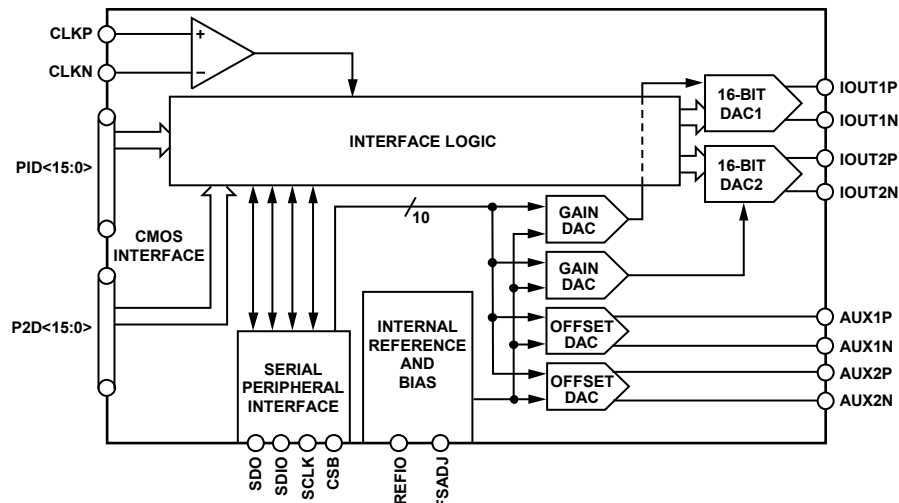 CLKP
CLKN
PID<15:0>
CMOS
INTERFACE
P2D<15:0>
INTERFACE LOGIC
10
16-BIT
DAC1
16-BIT
DAC2
IOUT1P
IOUT1N
IOUT2P
IOUT2N
GAIN
DAC
GAIN
DAC
OFFSET
DAC
OFFSET
DAC
AUX1P
AUX1N
AUX2P
AUX2N
SERIAL
PERIPHERAL
INTERFACE
INTERNAL
REFERENCE
AND
BIAS
SDO
SDIO
SCLK
CSB
REFIO
FSADJ